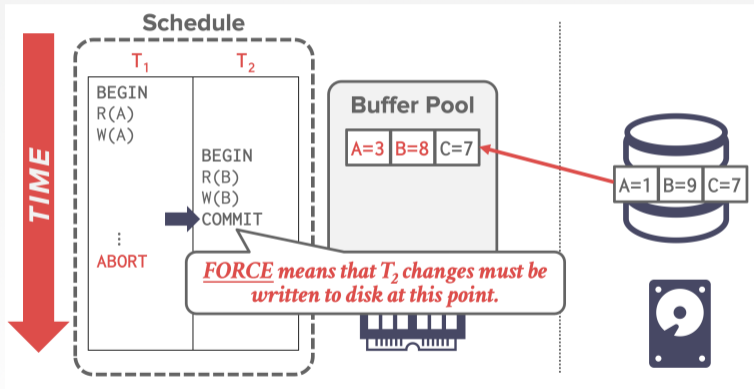 Schedule
TIME
T1 T2
BEGIN
R(A)
W(A)
⋮
ABORT
BEGIN
R(B)
W(B)
COMMIT
Buffer Pool
A=3 B=8 C=7
A=1 B=9 C=7
FORCE means that T2 changes must be
written to disk at this point.